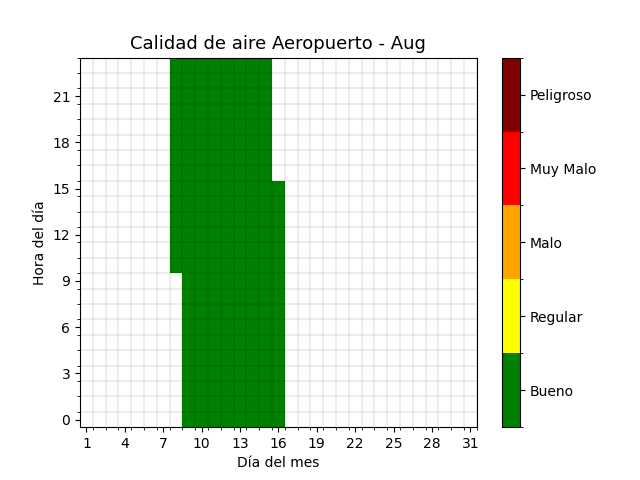 Calidad de aire Aeropuerto - Aug
Hora del día
21
18
15
12
9
6
3
0
1 4 7 10 13 16 19 22 25 28 31
Día del mes
Peligroso
Muy Malo
Malo
Regular
Bueno